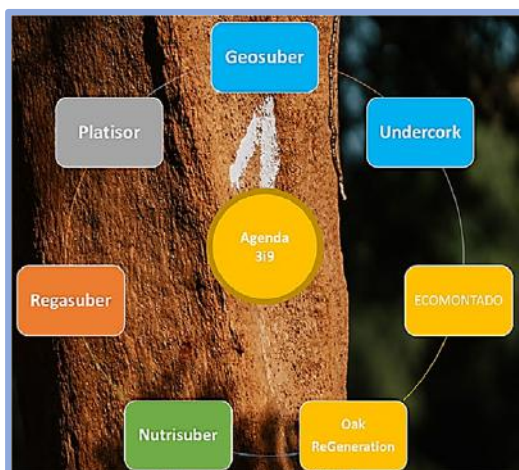 Geosuber
Platisor
Undercork
Agenda
3i9
Regasuber
ECOMONTADO
Nutrisuber
Oak
ReGeneration